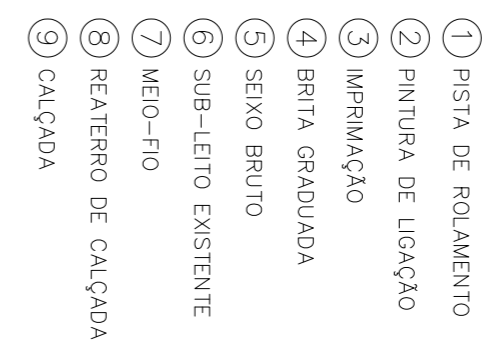 1 PISTA DE ROLAMENTO
2 PINTURA DE LIGAÇÃO
3 IMPRIMAÇÃO
4 BRITA GRADUADA
5 SEIXO BRUTO
6 SUB-LEITO EXISTENTE
7 MEIO-FIO
8 REATERRO DE CALÇADA
9 CALÇADA